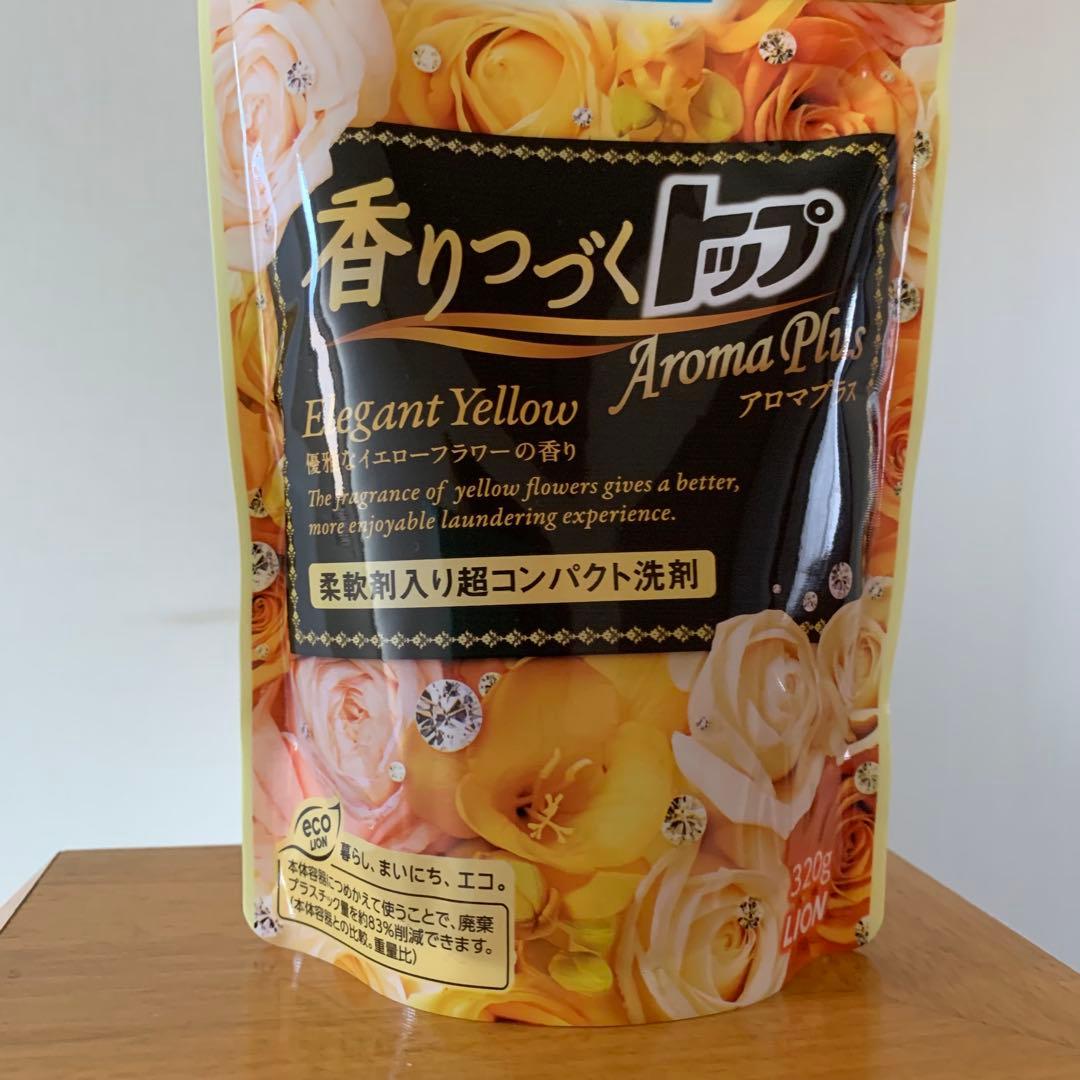 香りつづくトップ
Aroma Plus
アロマプラス
Elegant Yellow
優雅なイエローフラワーの香り
The fragrance of yellow flowers gives a better,
more enjoyable laundering experience.
柔軟剤入り超コンパクト洗剤
eco
LION
暮らし、まいにち、エコ。
本体容器につめかえて使うことで、廃棄
プラスチック量を約83%削減できます。
(本体容器との比較。重量比)
320g
LION